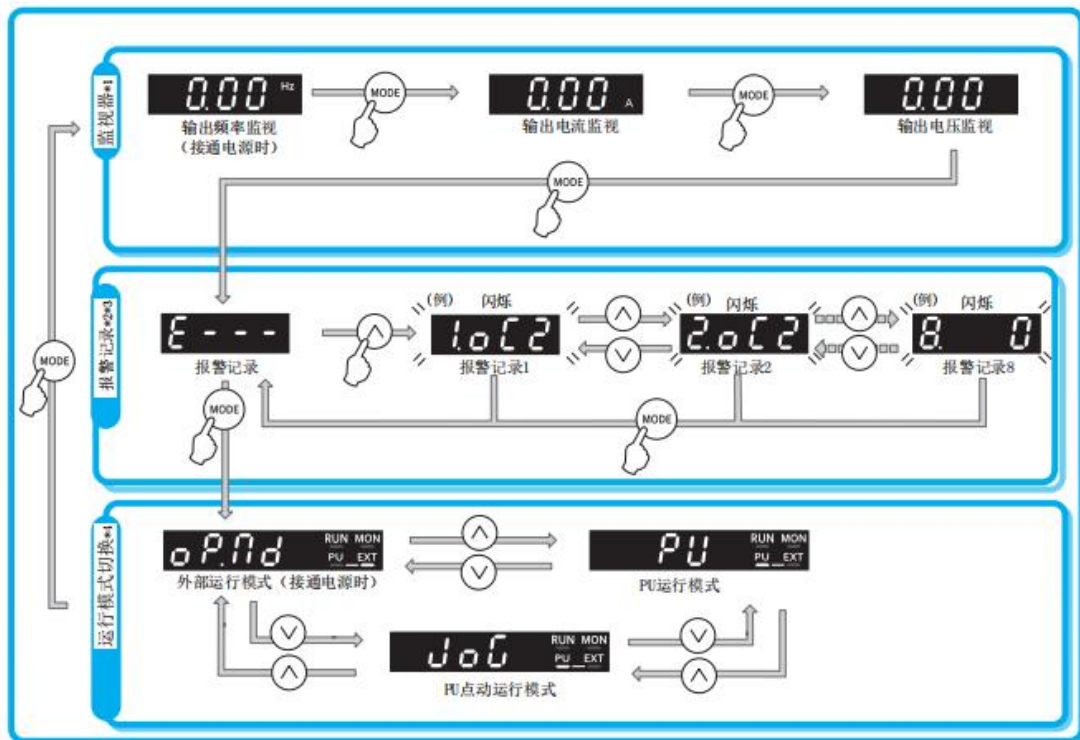 监视器*1
0.00 Hz
MODE
0.00 A
MODE
0.00
输出频率监视
(接通电源时)
输出电流监视
输出电压监视
MODE
MODE
报警记录*2*3
E---
报警记录
(例) 闪烁
1.oC2
报警记录1
(例) 闪烁
2.oC2
报警记录2
(例) 闪烁
8. 0
报警记录8
MODE
MODE
运行模式切换*4
oP.nd RUN MON
PU EXT
外部运行模式(接通电源时)
PU RUN MON
PU EXT
PU运行模式
JoG RUN MON
PU EXT
PU点动运行模式